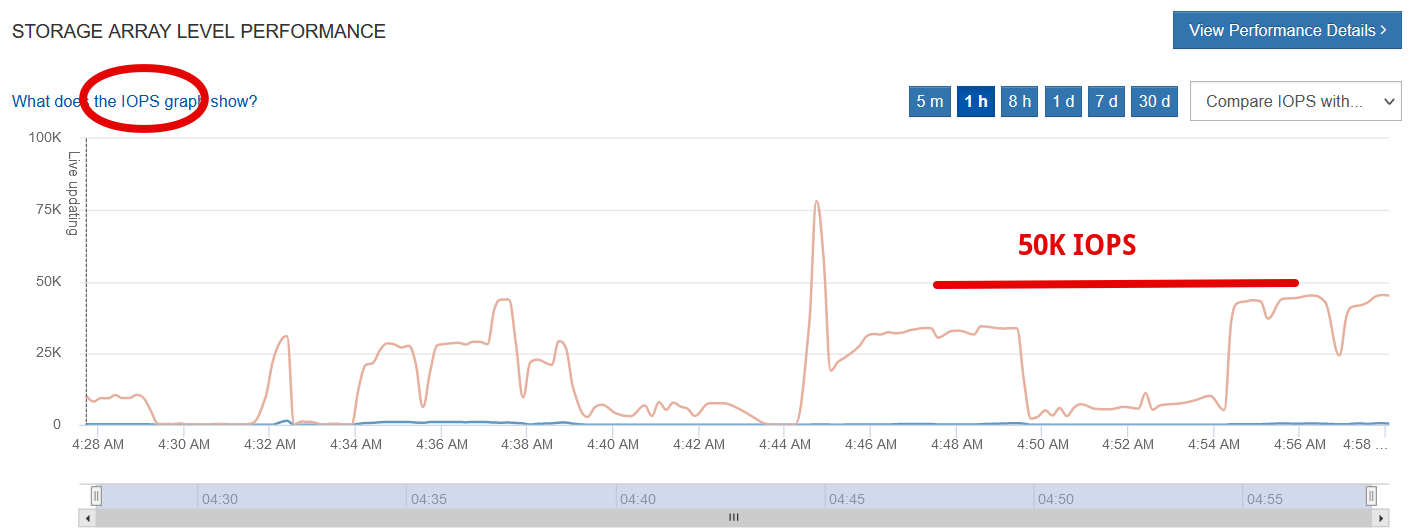 STORAGE ARRAY LEVEL PERFORMANCE
View Performance Details >
What does the IOPS graph show?
5 m 1 h 8 h 1 d 7 d 30 d Compare IOPS with...
100K
Live updating
75K
50K IOPS
50K
25K
0
4:28 AM 4:30 AM 4:32 AM 4:34 AM 4:36 AM 4:38 AM 4:40 AM 4:42 AM 4:44 AM 4:46 AM 4:48 AM 4:50 AM 4:52 AM 4:54 AM 4:56 AM 4:58 ...
04:30 04:35 04:40 04:45 04:50 04:55